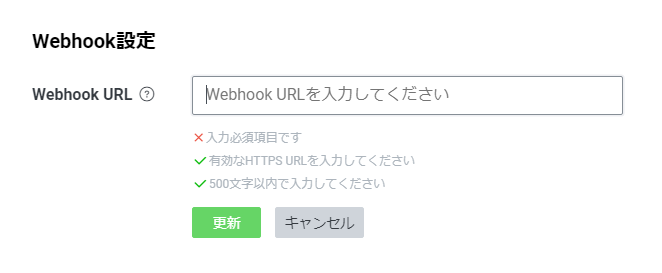 Webhook設定
Webhook URL ?
Webhook URLを入力してください
入力必須項目です
有効なHTTPS URLを入力してください
500文字以内で入力してください
更新 キャンセル